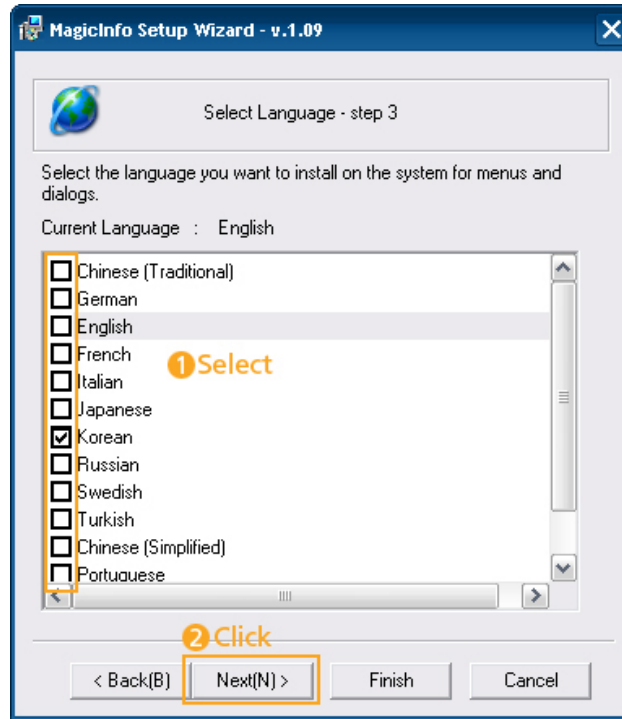 MagicInfo Setup Wizard - v.1.09
Select Language - step 3
Select the language you want to install on the system for menus and
dialogs.
Current Language : English
Chinese (Traditional)
German
English
French
1 Select
Italian
Japanese
Korean
Russian
Swedish
Turkish
Chinese (Simplified)
Portuguese
2 Click
< Back(B)
Next(N) >
Finish
Cancel